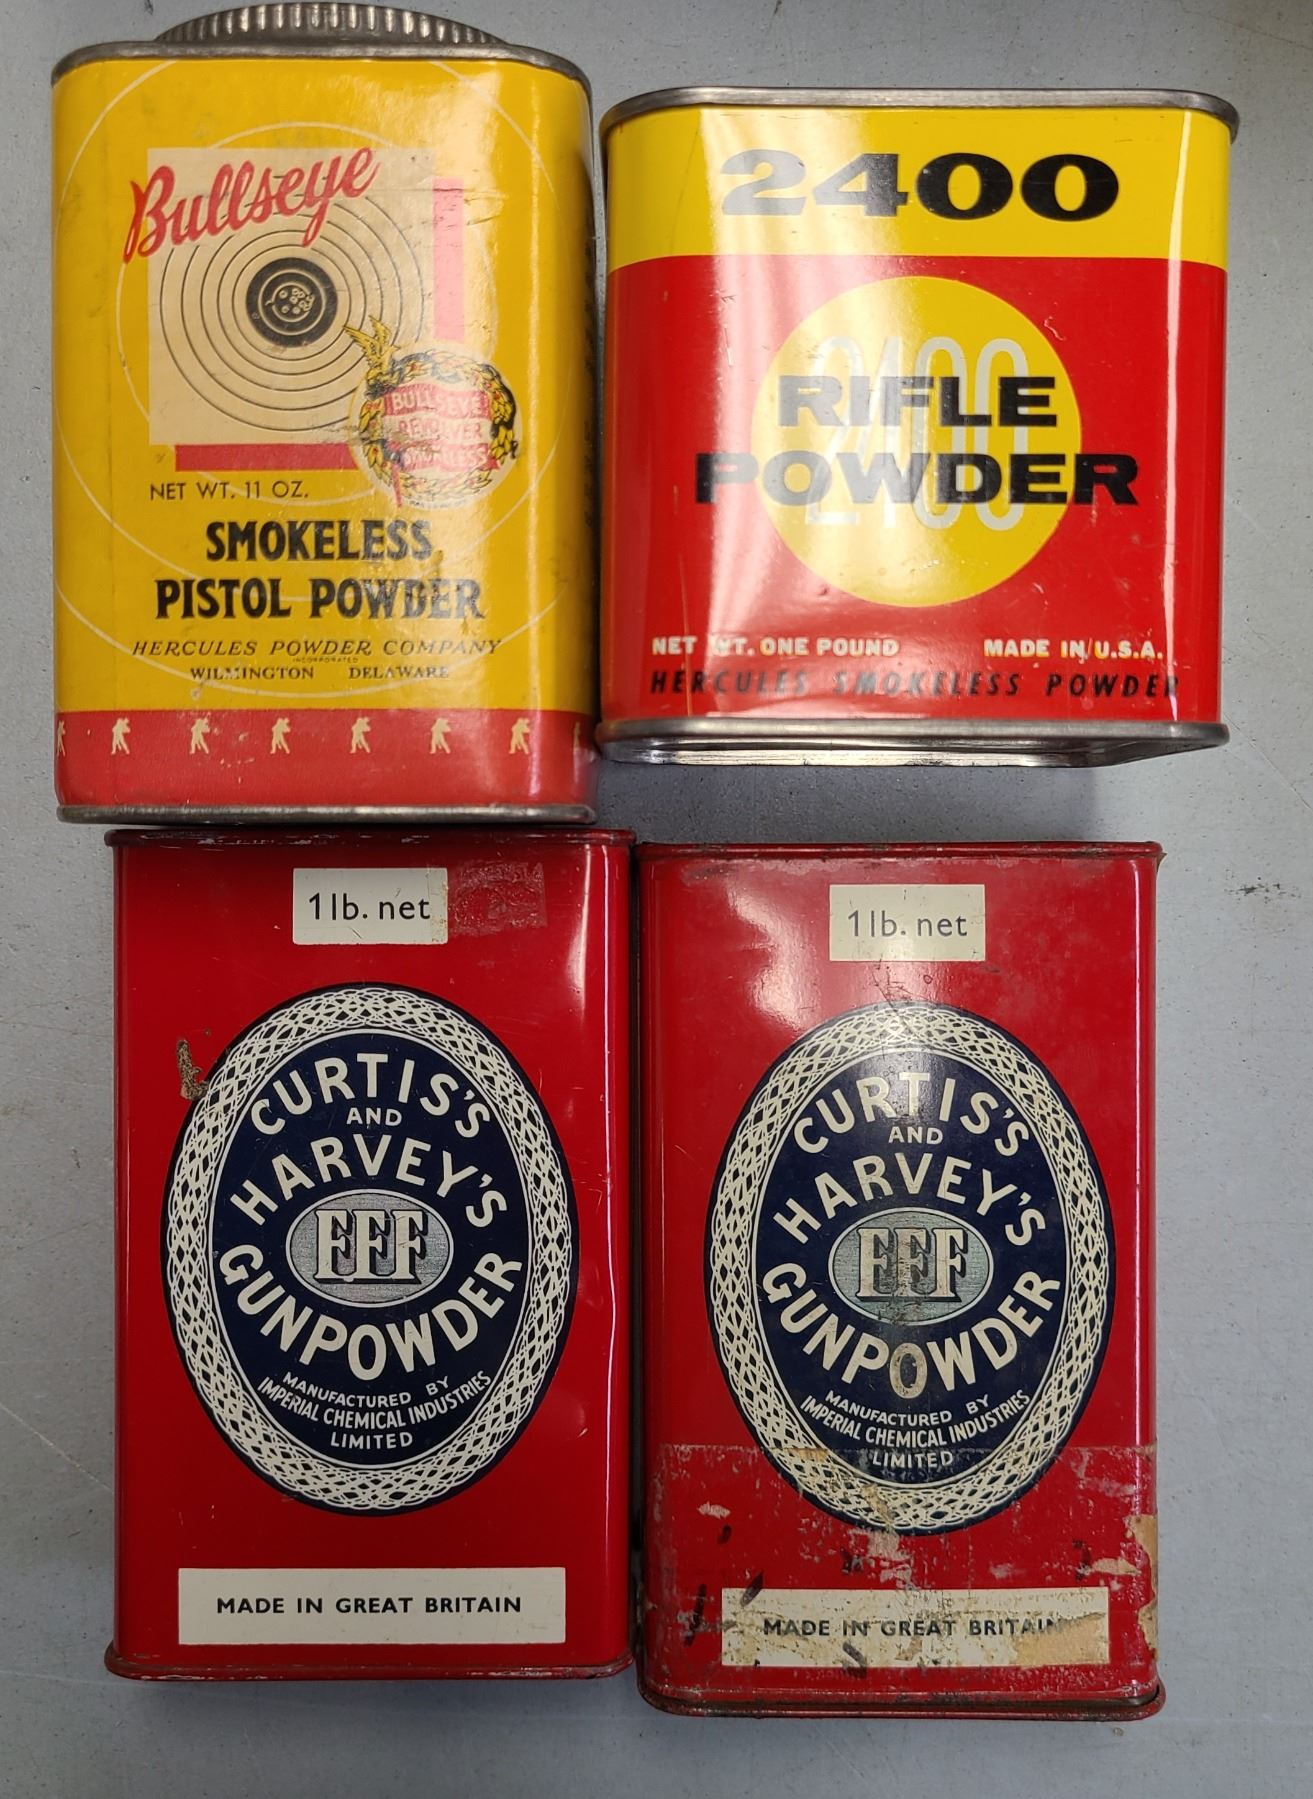 Bullseye
BULLSEYE
REVOLVER
SMOKELESS
NET WT. 11 OZ.
SMOKELESS
PISTOL POWDER
HERCULES POWDER COMPANY
INCORPORATED
WILMINGTON DELAWARE
2400
2400
RIFLE
POWDER
NET WT. ONE POUND MADE IN U.S.A.
HERCULES SMOKELESS POWDER
1lb. net
CURTIS'S
AND
HARVEY'S
FFF
GUNPOWDER
MANUFACTURED BY
IMPERIAL CHEMICAL INDUSTRIES
LIMITED
MADE IN GREAT BRITAIN
1lb. net
CURTIS'S
AND
HARVEY'S
FFF
GUNPOWDER
MANUFACTURED BY
IMPERIAL CHEMICAL INDUSTRIES
LIMITED
MADE IN GREAT BRITAIN